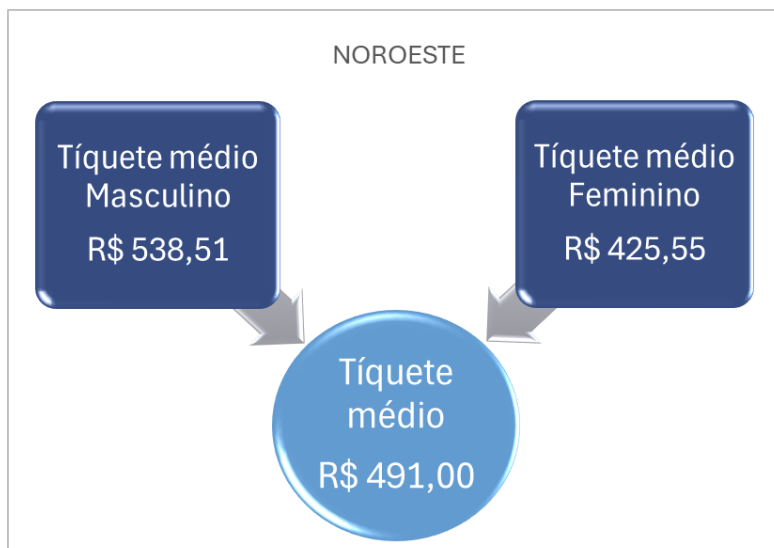 NOROESTE
Tíquete médio
Masculino
R$ 538,51
Tíquete médio
Feminino
R$ 425,55
Tíquete
médio
R$ 491,00